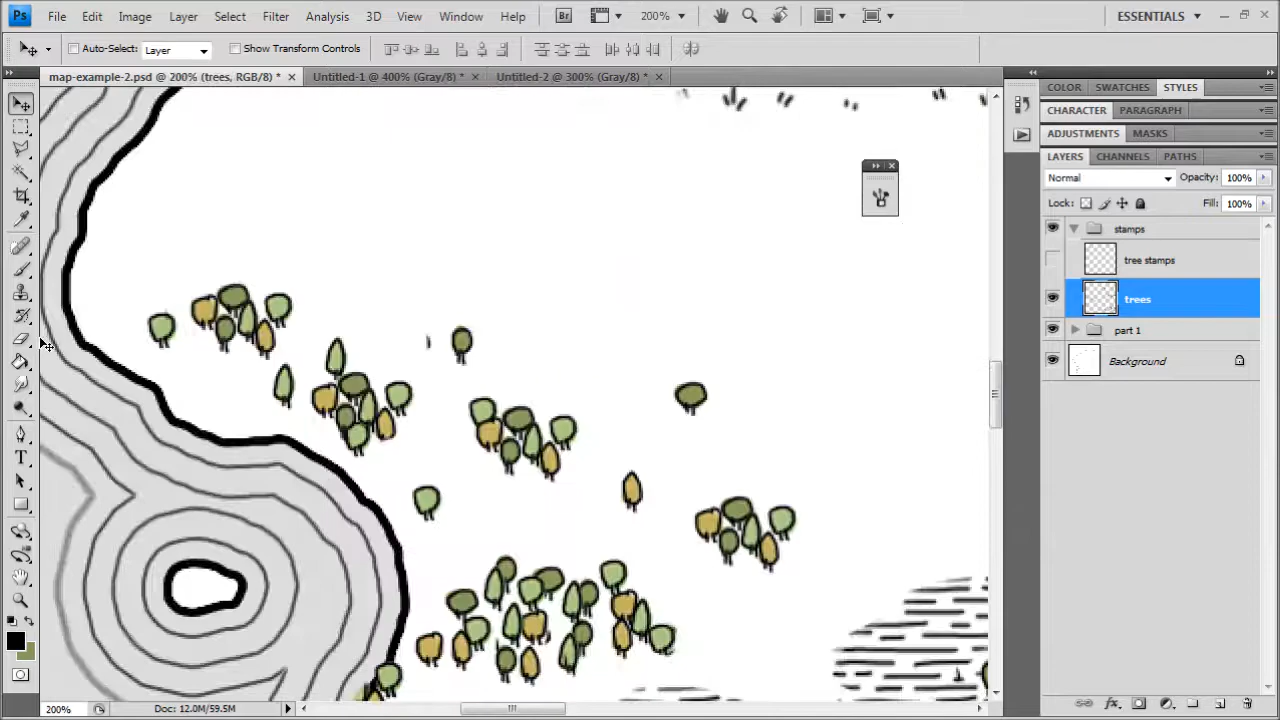 Ps File Edit Image Layer Select Filter Analysis 3D View Window Help Br 200% ESSENTIALS
Auto-Select: Layer Show Transform Controls
map-example-2.psd @ 200% (trees, RGB/8) * Untitled-1 @ 400% (Gray/8) * Untitled-2 @ 300% (Gray/8) *
COLOR SWATCHES STYLES
CHARACTER PARAGRAPH
ADJUSTMENTS MASKS
LAYERS CHANNELS PATHS
Normal Opacity: 100%
Lock: Fill: 100%
stamps
tree stamps
trees
part 1
Background
200% Doc: 12.0M/59.5M